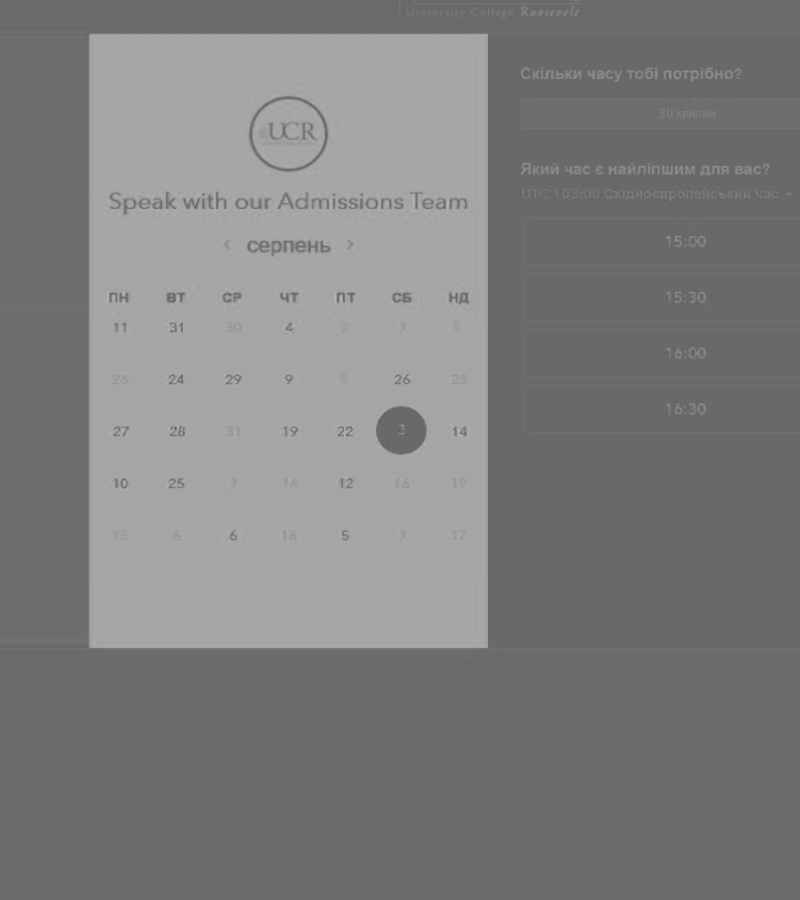 University College Roosevelt
UCR
Speak with our Admissions Team
< серпень >
ПН ВТ СР ЧТ ПТ СБ НД
11 31 30 4 2 7 5
26 24 29 9 26 28
27 28 31 19 22 3 14
10 25 7 14 12 16 19
15 6 6 16 5 7 17
Скільки часу тобі потрібно?
30 хвилин
Який час є найліпшим для вас?
UTC +03:00 Східноєвропейський час
15:00
15:30
16:00
16:30